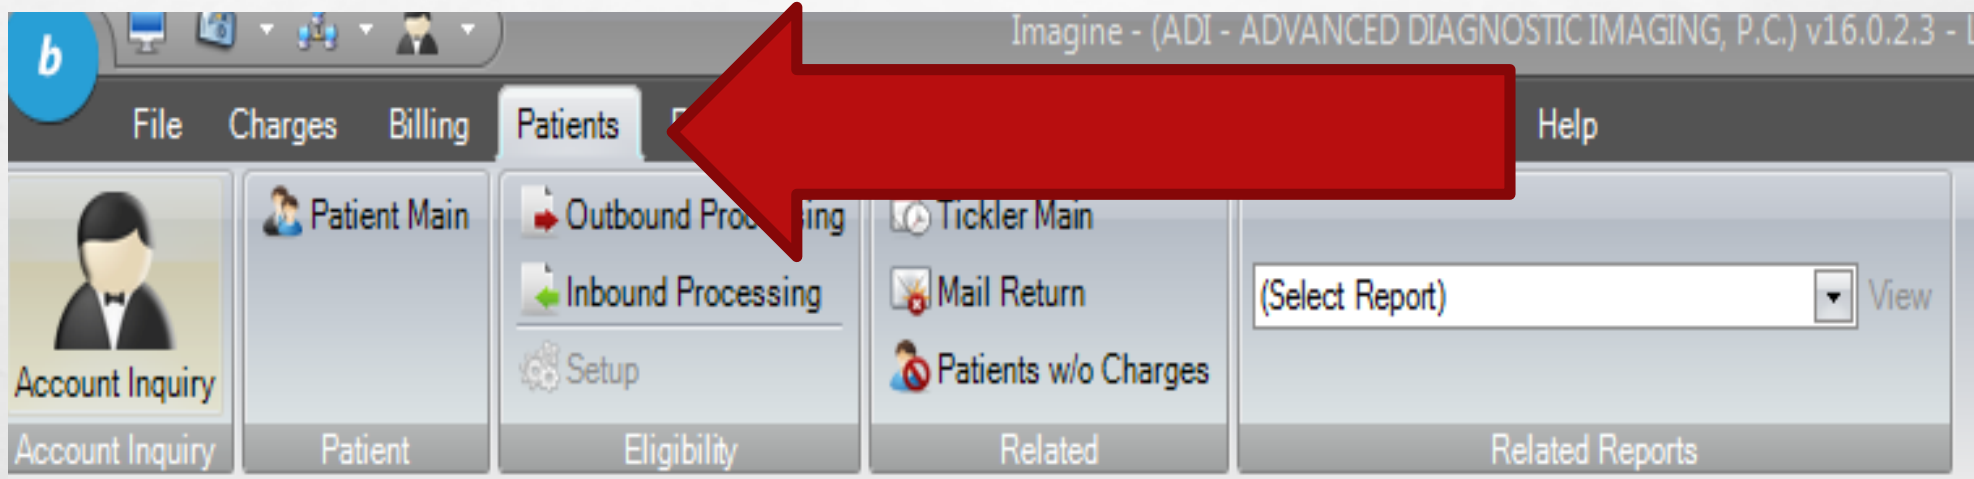 b
Imagine - (ADI - ADVANCED DIAGNOSTIC IMAGING, P.C.) v16.0.2.3 -
File Charges Billing Patients Help
Account Inquiry
Patient Main
Outbound Processing
Inbound Processing
Setup
Tickler Main
Mail Return
Patients w/o Charges
(Select Report) View
Account Inquiry Patient Eligibility Related Related Reports